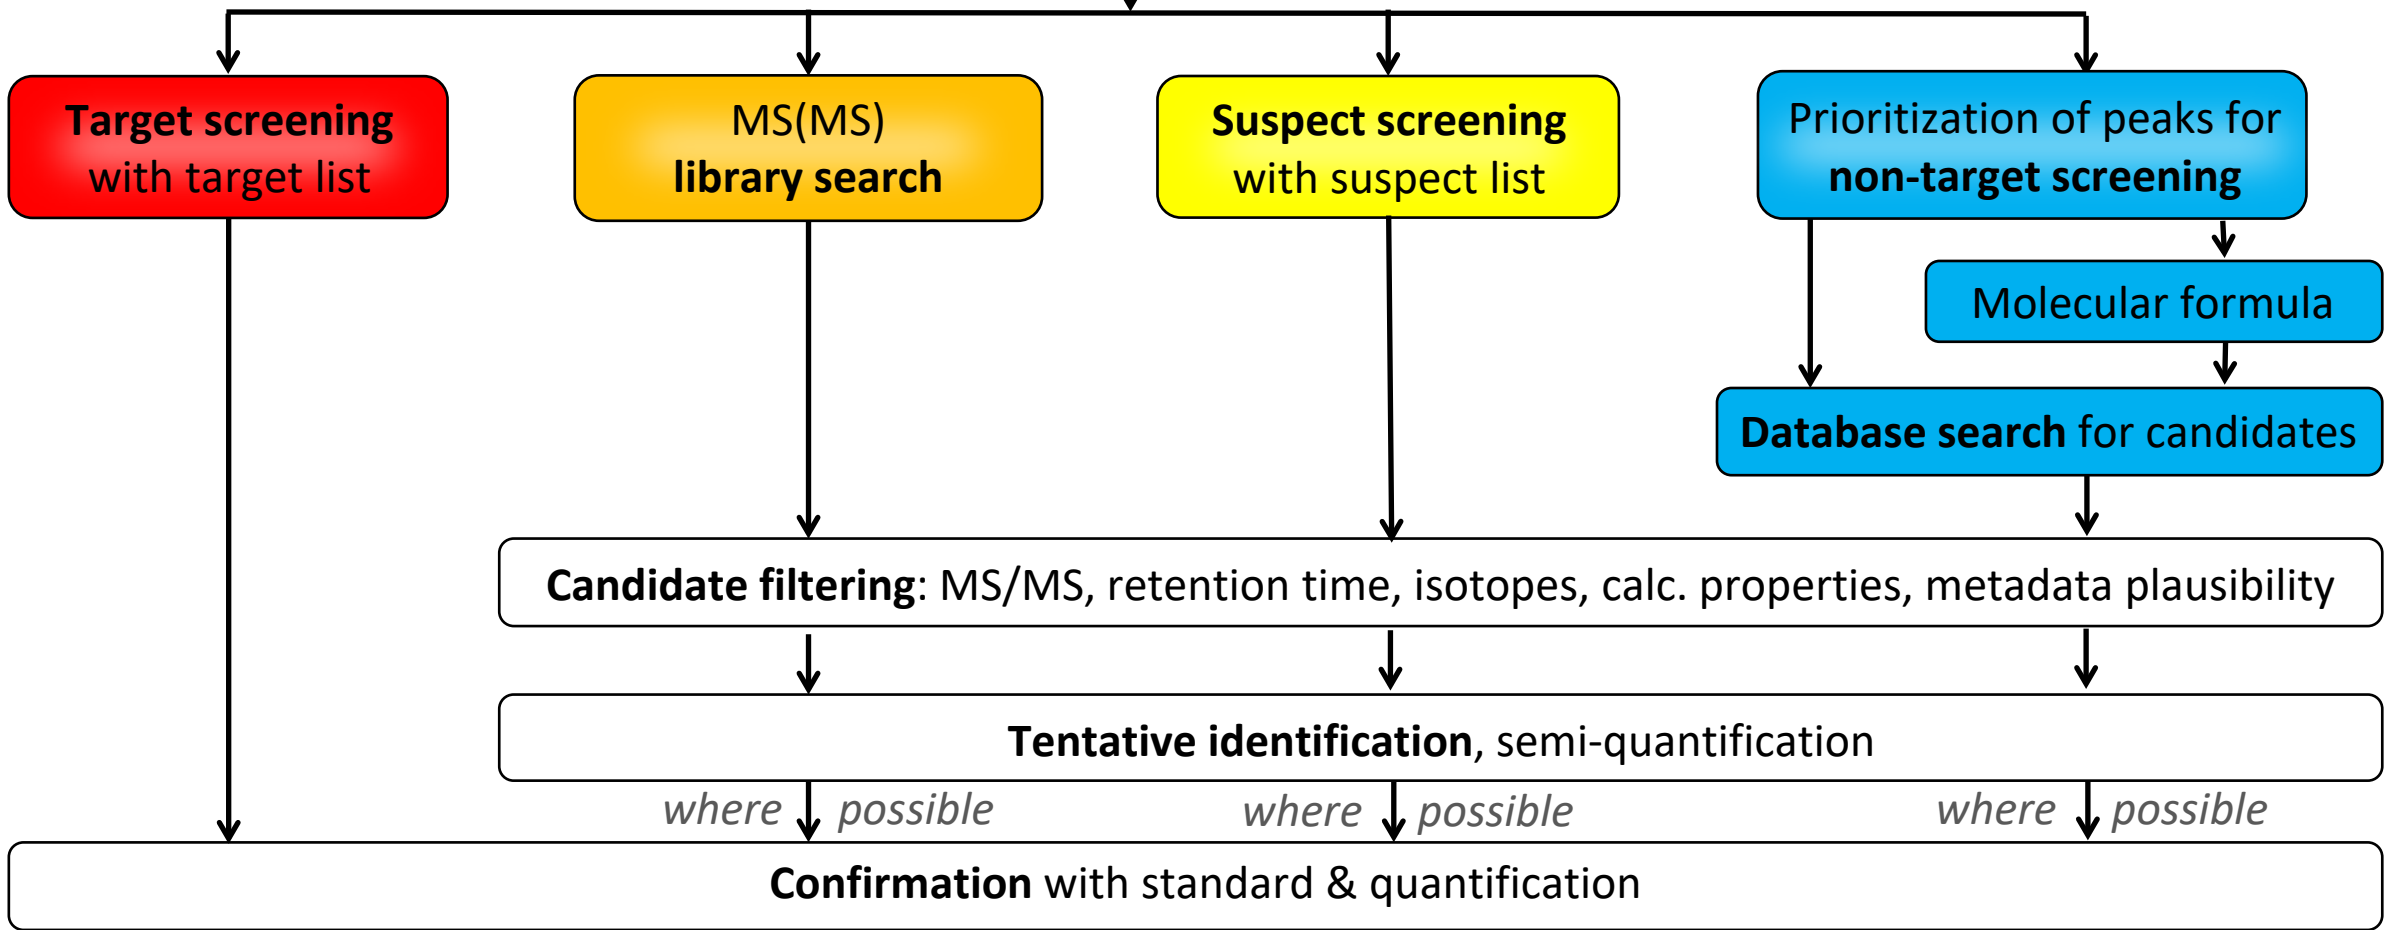 Target screening
with target list
MS(MS)
library search
Suspect screening
with suspect list
Prioritization of peaks for
non-target screening
Molecular formula
Database search for candidates
Candidate filtering: MS/MS, retention time, isotopes, calc. properties, metadada plausibility
Tentative identification, semi-quantification
where possible
where possible
where possible
Confirmation with standard & quantification